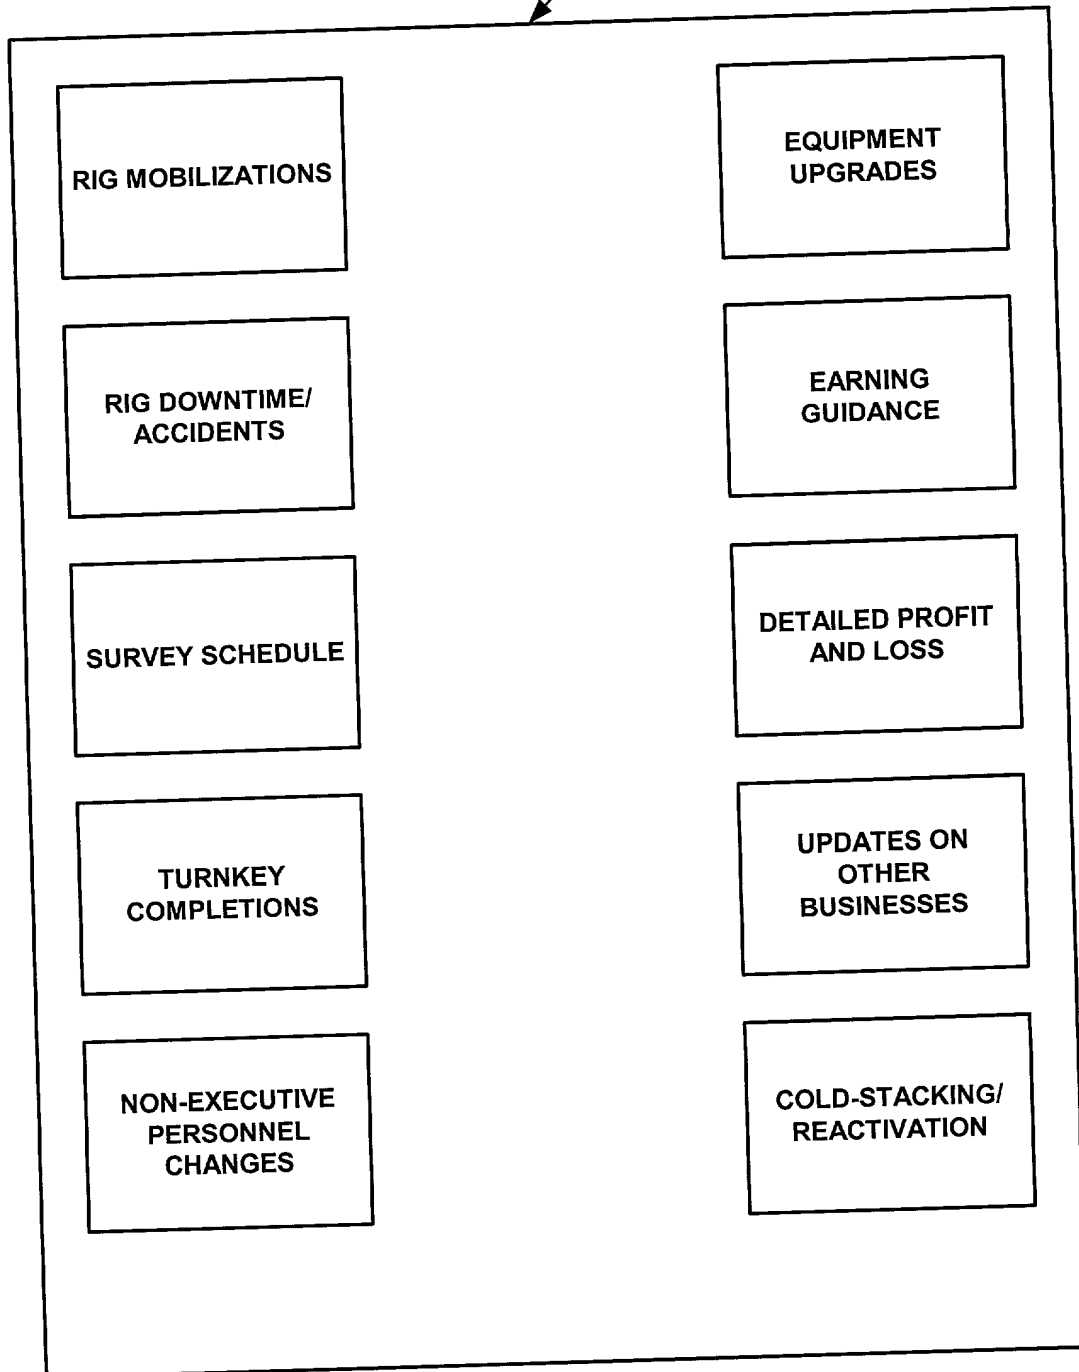 RIG MOBILIZATIONS
EQUIPMENT
UPGRADES
RIG DOWNTIME/
ACCIDENTS
EARNING
GUIDANCE
SURVEY SCHEDULE
DETAILED PROFIT
AND LOSS
TURNKEY
COMPLETIONS
UPDATES ON
OTHER
BUSINESSES
NON-EXECUTIVE
PERSONNEL
CHANGES
COLD-STACKING/
REACTIVATION